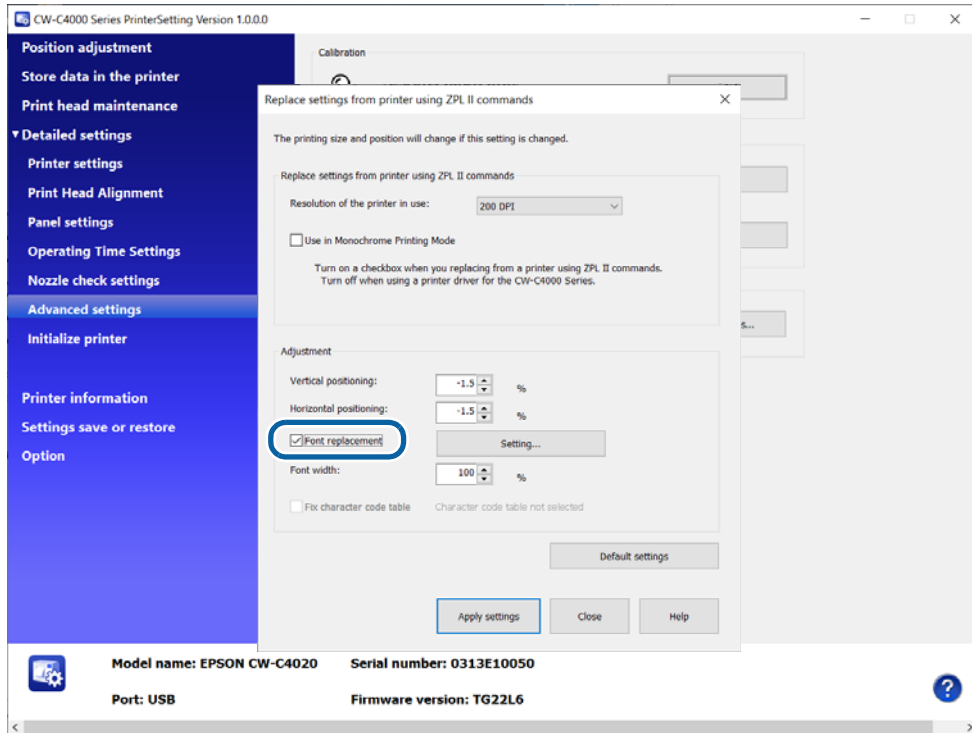 CW-C4000 Series PrinterSetting Version 1.0.0.0
Position adjustment
Store data in the printer
Print head maintenance
Detailed settings
Printer settings
Print Head Alignment
Panel settings
Operating Time Settings
Nozzle check settings
Advanced settings
Initialize printer
Printer information
Settings save or restore
Option
Calibration
Replace settings from printer using ZPL II commands
The printing size and position will change if this setting is changed.
Replace settings from printer using ZPL II commands
Resolution of the printer in use: 200 DPI
Use in Monochrome Printing Mode
Turn on a checkbox when you replacing from a printer using ZPL II commands.
Turn off when using a printer driver for the CW-C4000 Series.
Adjustment
Vertical positioning: -1.5 %
Horizontal positioning: -1.5 %
Font replacement Setting...
Font width: 100 %
Fix character code table Character code table not selected
Default settings
Apply settings Close Help
s...
Model name: EPSON CW-C4020 Serial number: 0313E10050
Port: USB Firmware version: TG22L6
?